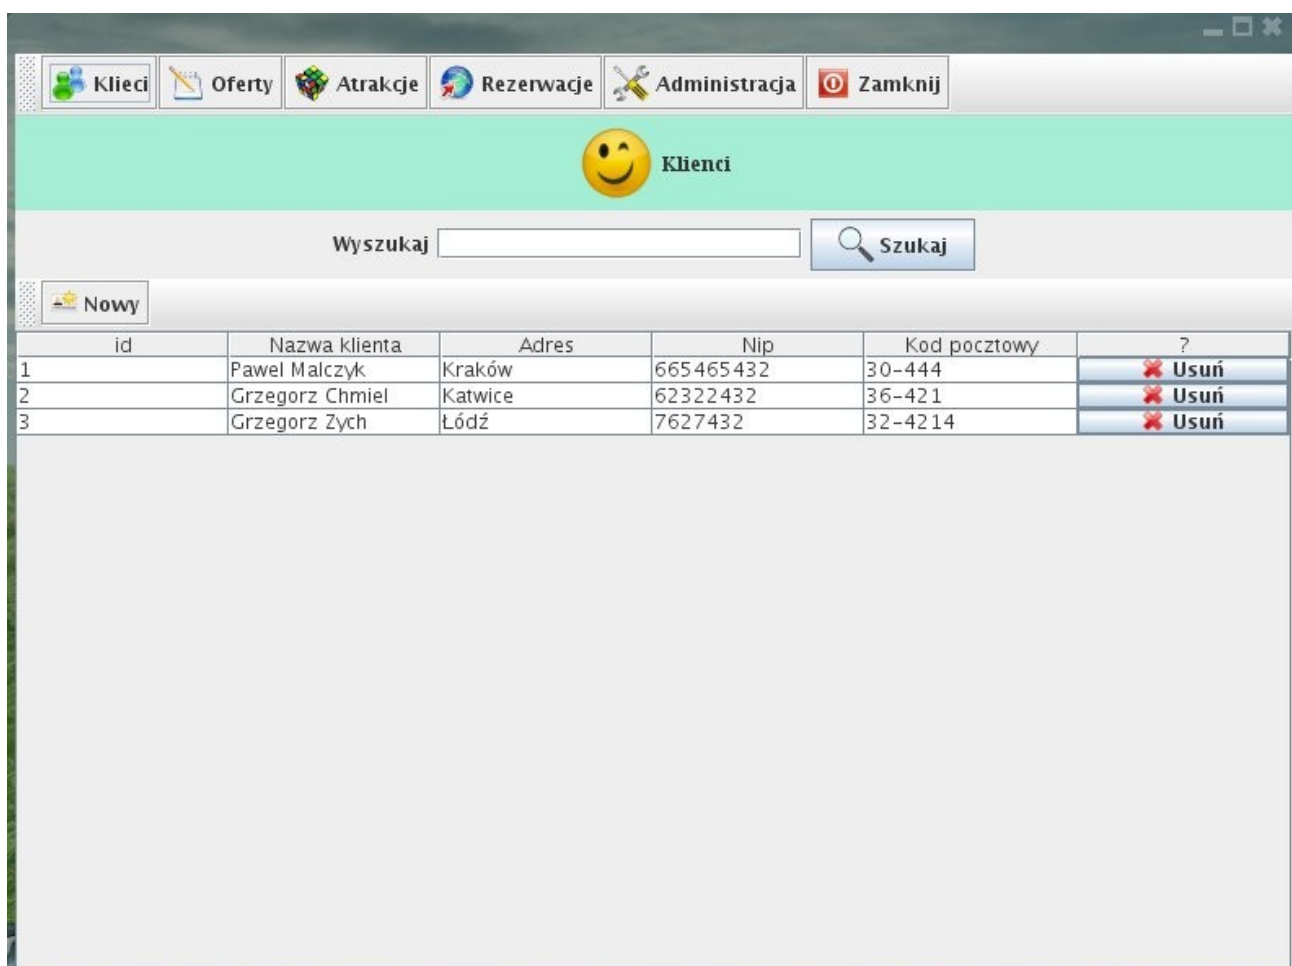 Klieci Oferty Atrakcje Rezerwacje Administracja Zamknij
Klienci
Wyszukaj Szukaj
Nowy
id Nazwa klienta Adres Nip Kod pocztowy ?
1 Pawel Malczyk Kraków 665465432 30-444 Usuń
2 Grzegorz Chmiel Katwice 62322432 36-421 Usuń
3 Grzegorz Zych Łódź 7627432 32-4214 Usuń